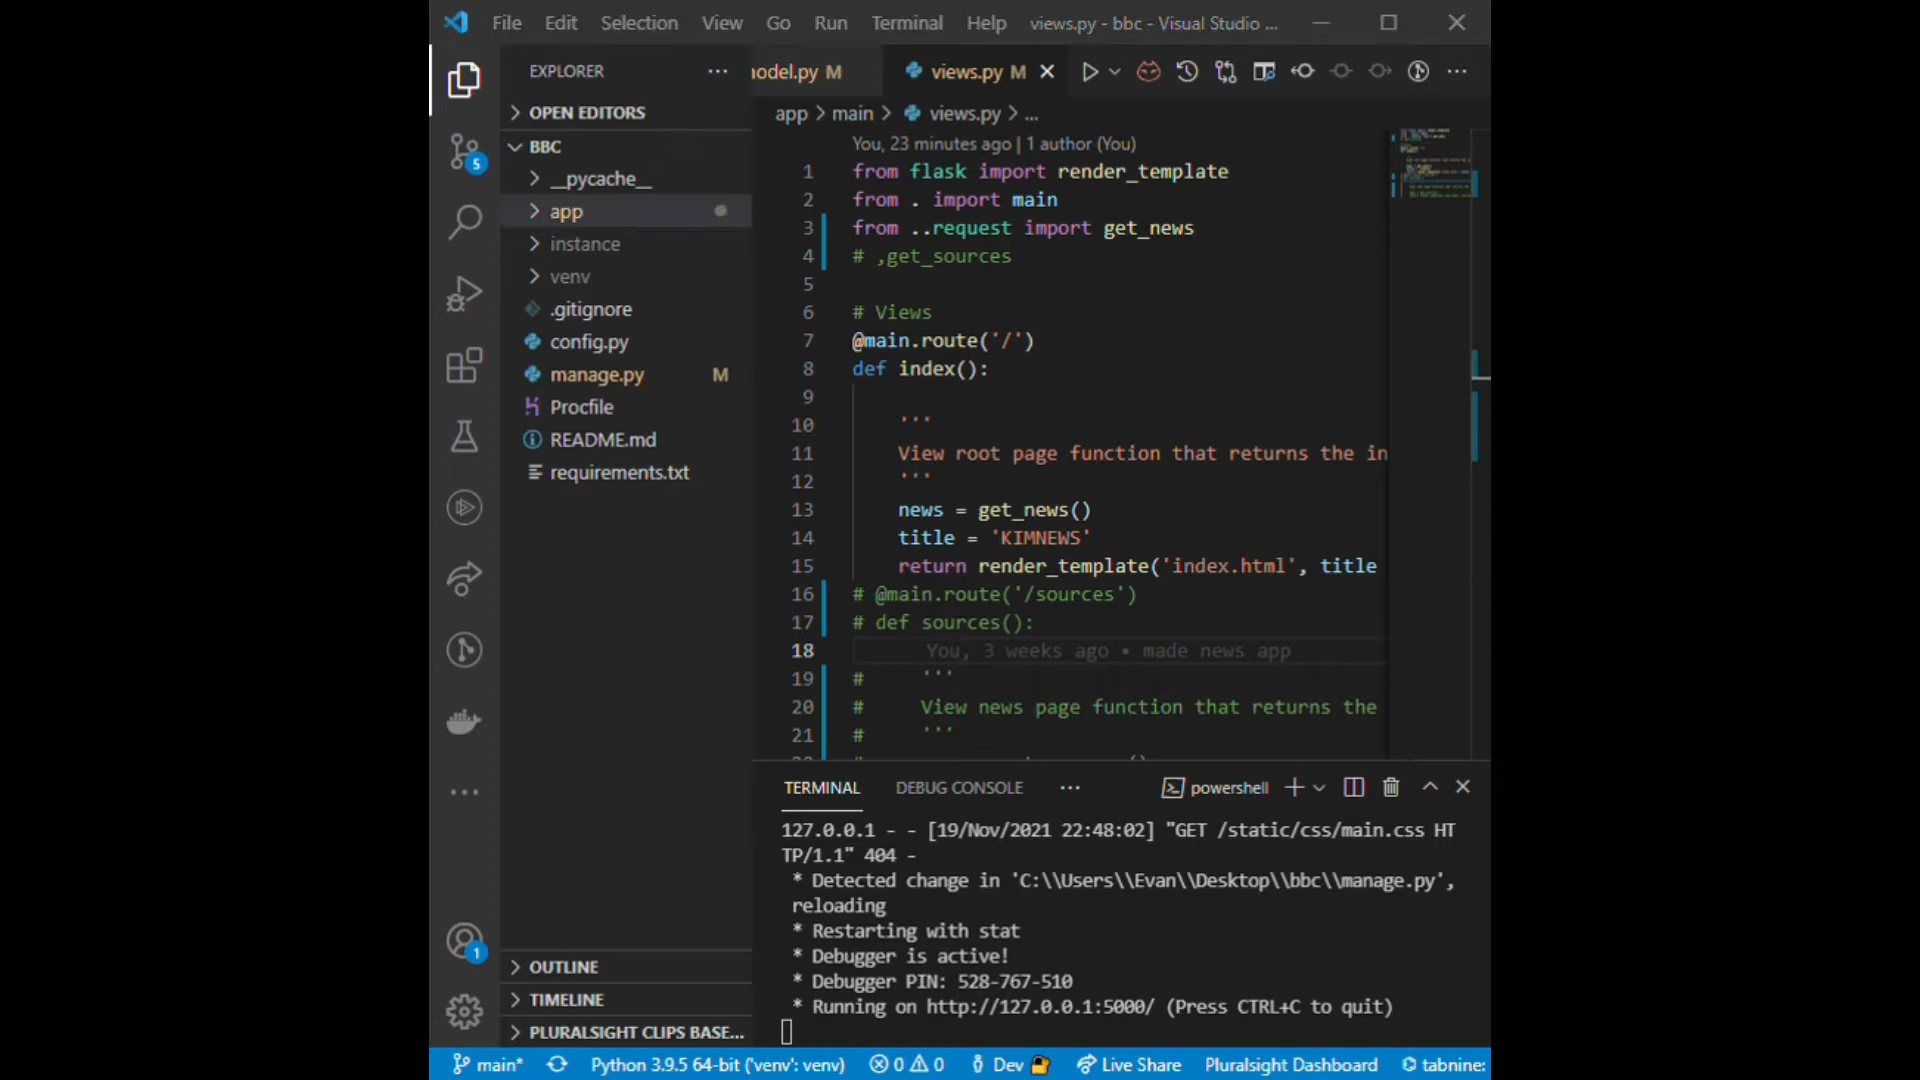 File Edit Selection View Go Run Terminal Help views.py - bbc - Visual Studio ...
EXPLORER ...
odel.py M views.py M
OPEN EDITORS
app > main > views.py > ...
BBC
__pycache__
app
instance
venv
.gitignore
config.py
manage.py M
Procfile
README.md
requirements.txt
5
You, 23 minutes ago | 1 author (You)
1 from flask import render_template
2 from . import main
3 from ..request import get_news
4 # ,get_sources
5
6 # Views
7 @main.route('/')
8 def index():
9
10 '''
11 View root page function that returns the in
12 '''
13 news = get_news()
14 title = 'KIMNEWS'
15 return render_template('index.html', title
16 # @main.route('/sources')
17 # def sources():
18 You, 3 weeks ago • made news app
19 # '''
20 # View news page function that returns the
21 # '''
TERMINAL DEBUG CONSOLE ... powershell
127.0.0.1 - - [19/Nov/2021 22:48:02] "GET /static/css/main.css HT
TP/1.1" 404 -
* Detected change in 'C:\\Users\\Evan\\Desktop\\bbc\\manage.py',
reloading
* Restarting with stat
* Debugger is active!
* Debugger PIN: 528-767-510
* Running on http://127.0.0.1:5000/ (Press CTRL+C to quit)
1
OUTLINE
TIMELINE
PLURALSIGHT CLIPS BASE...
main* Python 3.9.5 64-bit ('venv': venv) 0 0 Dev Live Share Pluralsight Dashboard tabnine: